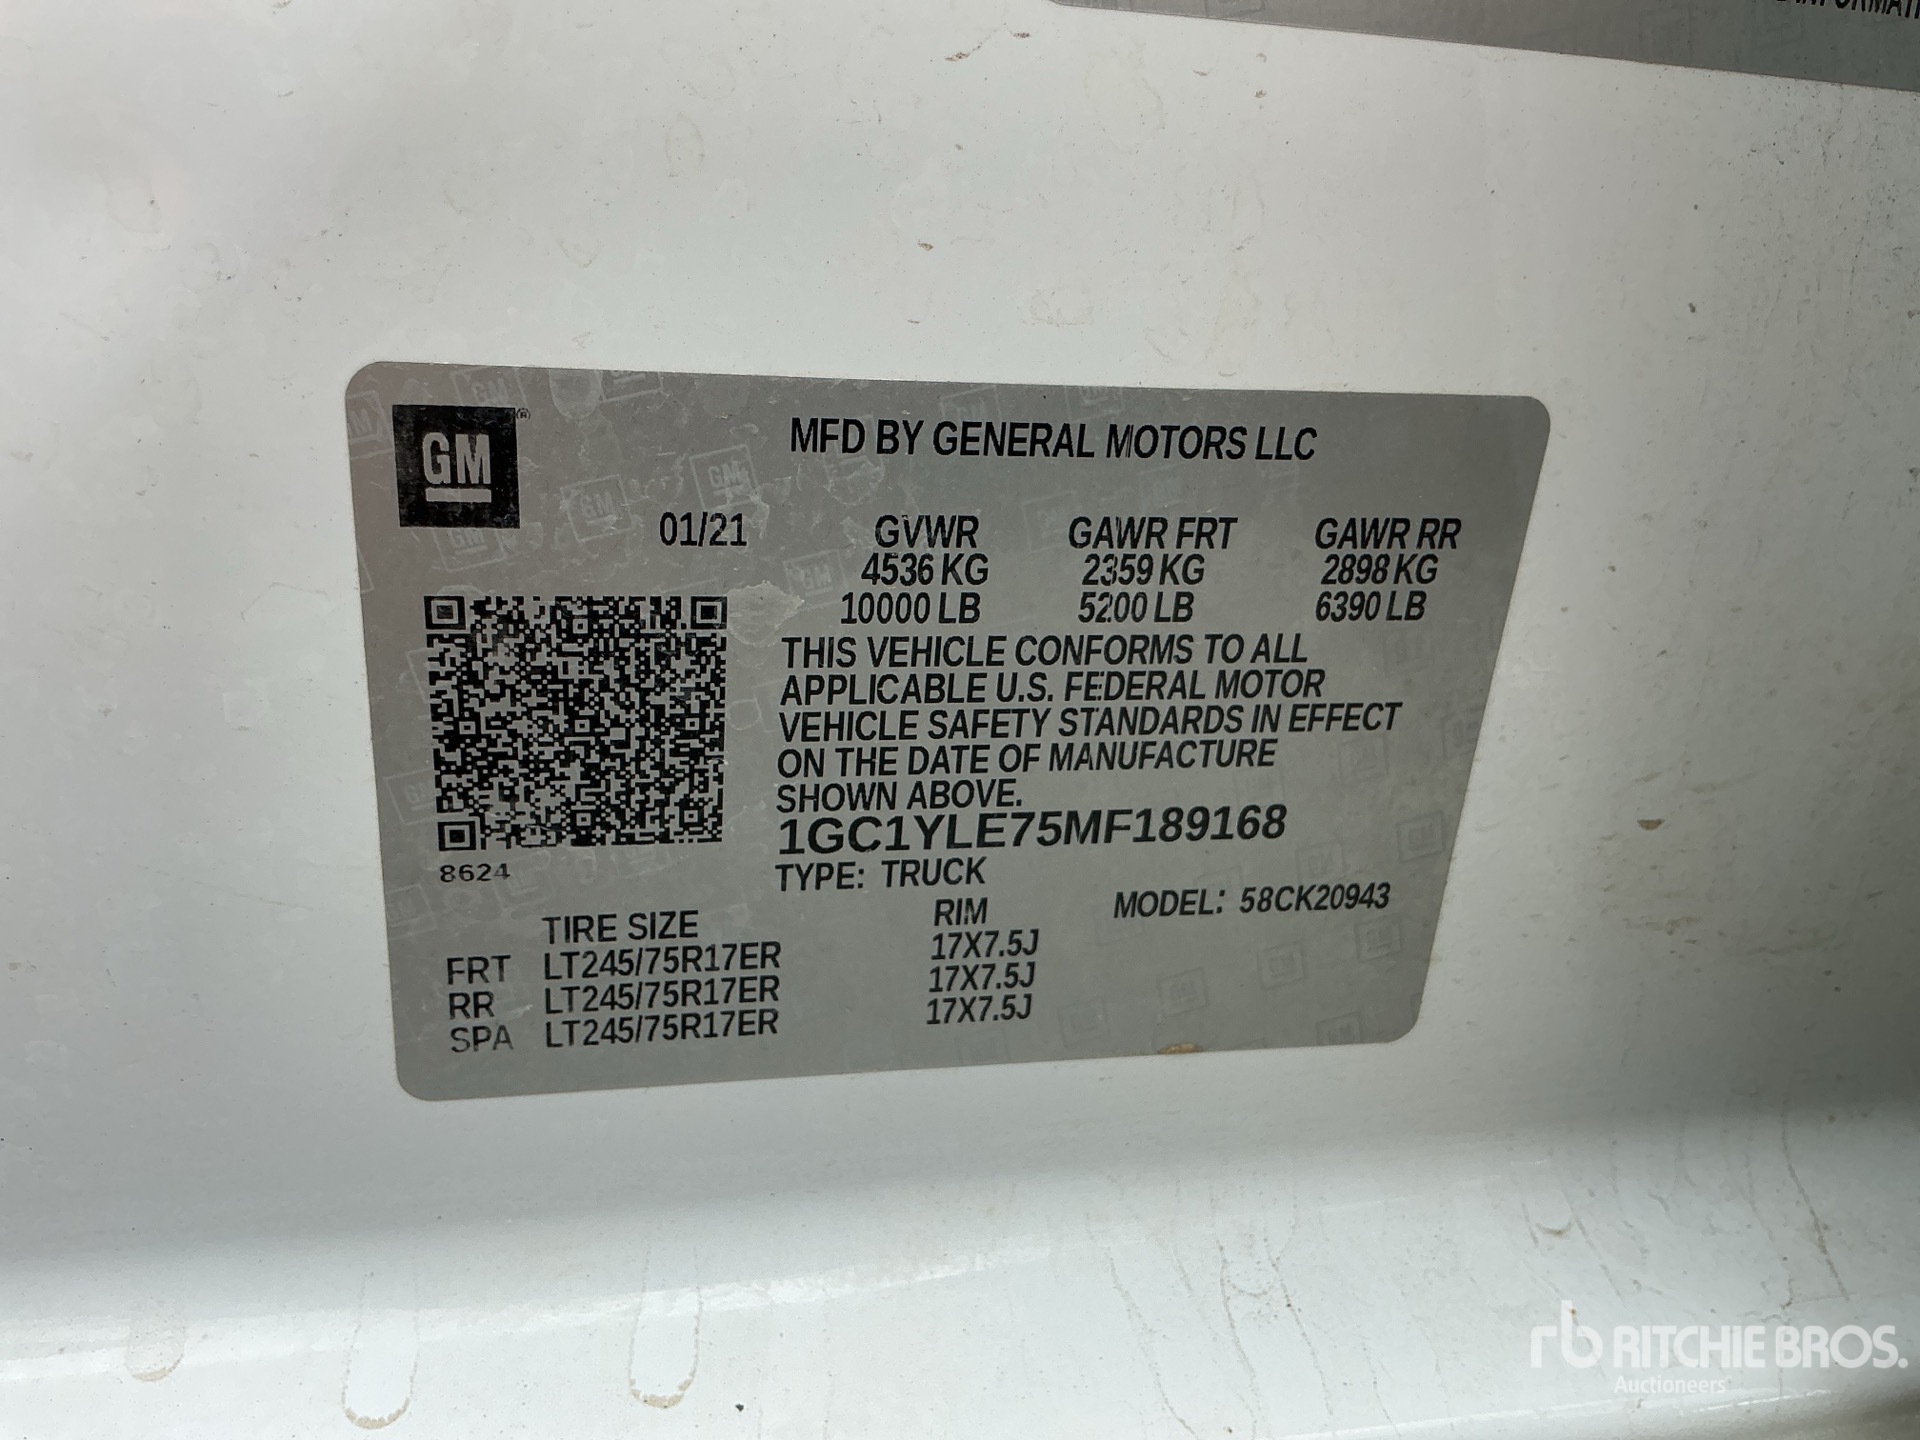 GM ®
MFD BY GENERAL MOTORS LLC
01/21 GVWR GAWR FRT GAWR RR
4536 KG 2359 KG 2898 KG
10000 LB 5200 LB 6390 LB
THIS VEHICLE CONFORMS TO ALL
APPLICABLE U.S. FEDERAL MOTOR
VEHICLE SAFETY STANDARDS IN EFFECT
ON THE DATE OF MANUFACTURE
SHOWN ABOVE.
1GC1YLE75MF189168
8624
TYPE: TRUCK
MODEL: 58CK20943
TIRE SIZE RIM
FRT LT245/75R17ER 17X7.5J
RR LT245/75R17ER 17X7.5J
SPA LT245/75R17ER 17X7.5J
rb RITCHIE BROS.
Auctioneers